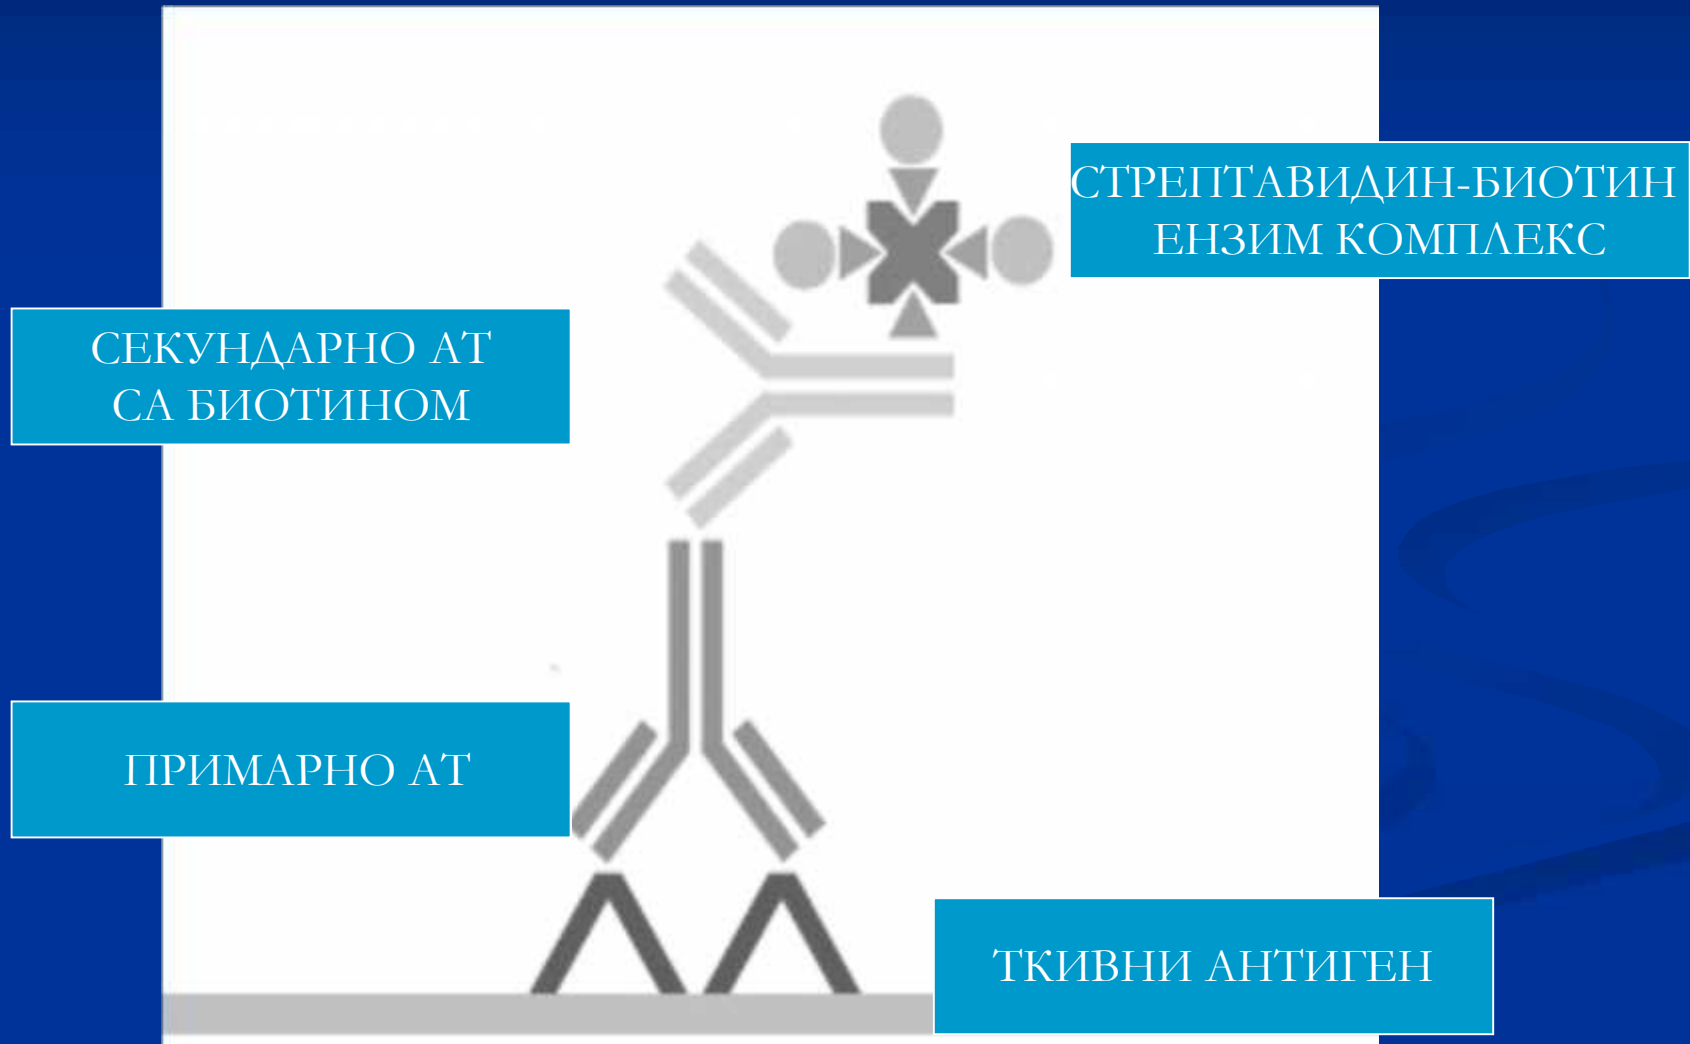 СТРЕПТАВИДИН-БИОТИН
ЕНЗИМ КОМПЛЕКС
СЕКУНДАРНО АТ
СА БИОТИНОМ
ПРИМАРНО АТ
ТКИВНИ АНТИГЕН